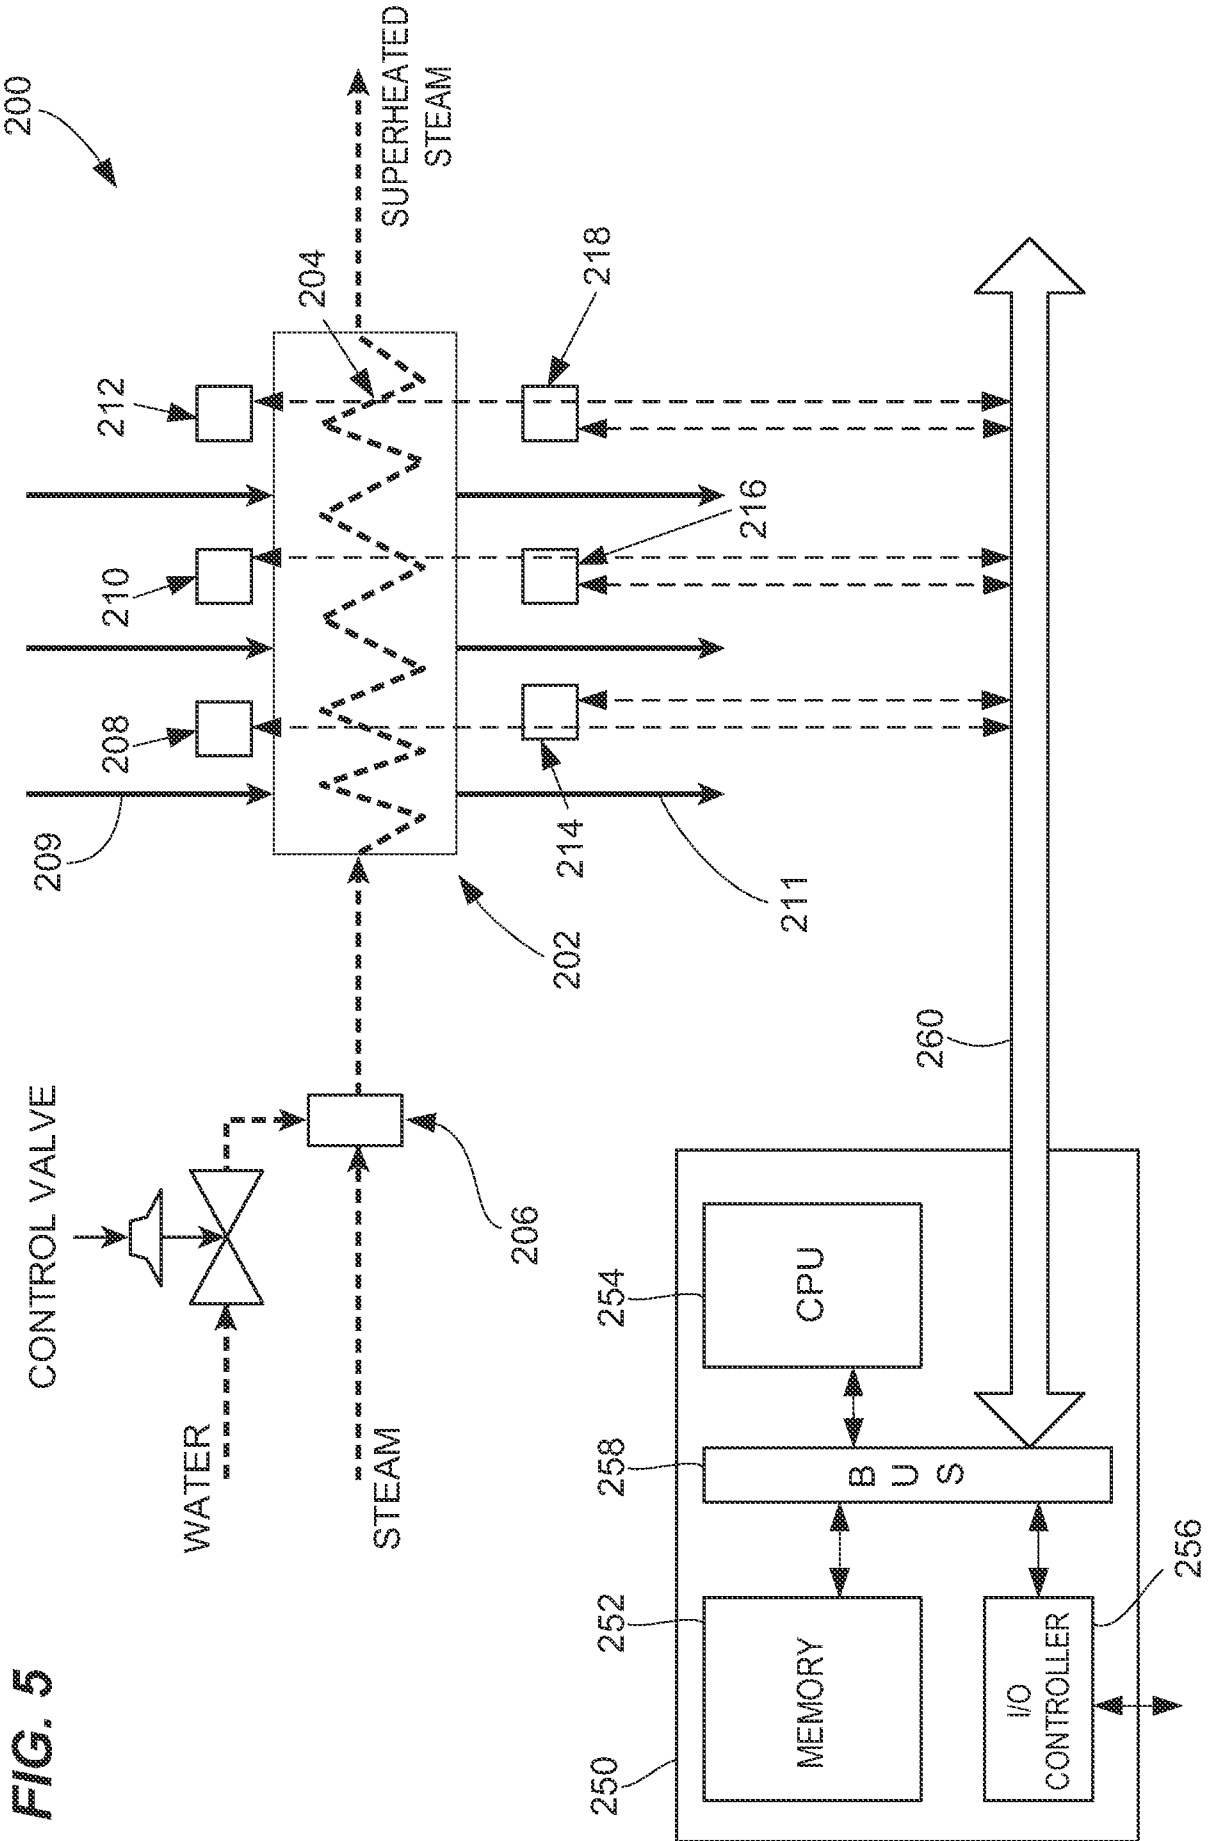 FIG. 5
200
CONTROL VALVE
WATER
STEAM
206
209
208
210
212
204
SUPERHEATED
STEAM
202
214
216
218
211
260
250
252
MEMORY
254
CPU
258
BUS
256
I/O
CONTROLLER